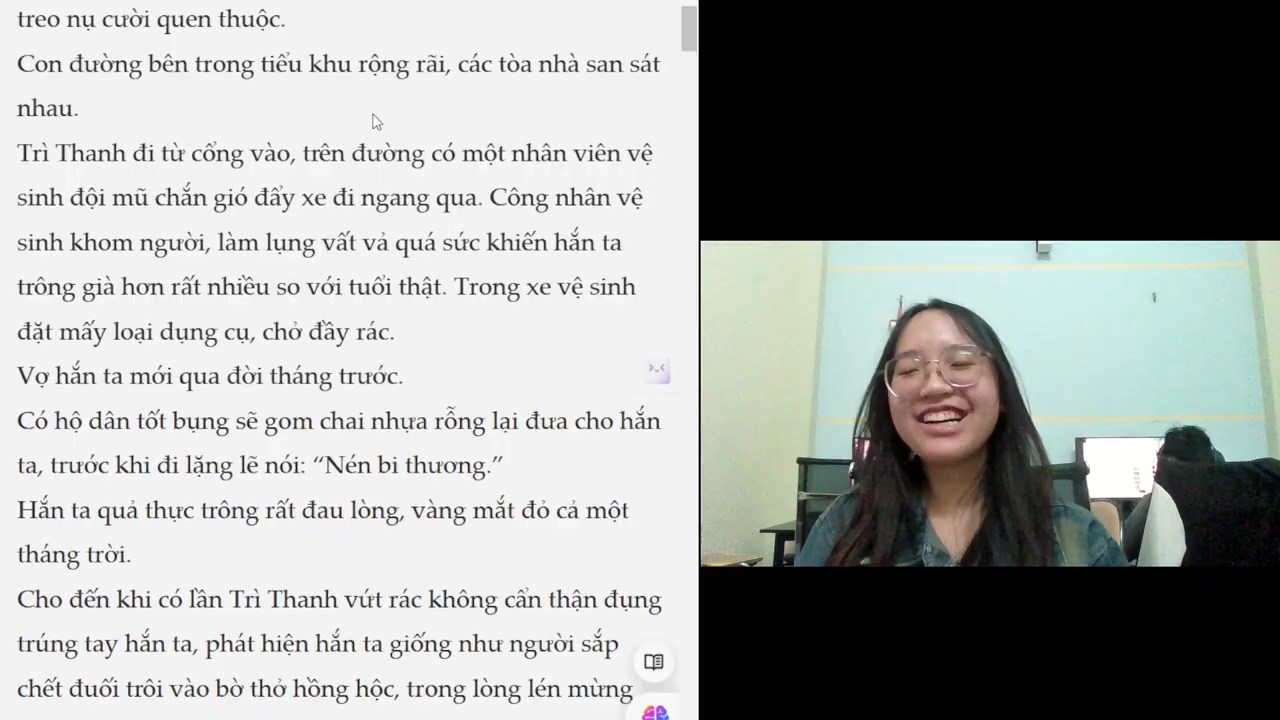 treo nụ cười quen thuộc.
Con đường bên trong tiểu khu rộng rãi, các tòa nhà san sát
nhau.
Trì Thanh đi từ cổng vào, trên đường có một nhân viên vệ
sinh đội mũ chắn gió đẩy xe đi ngang qua. Công nhân vệ
sinh khom người, làm lụng vất vả quá sức khiến hắn ta
trông già hơn rất nhiều so với tuổi thật. Trong xe vệ sinh
đặt mấy loại dụng cụ, chở đầy rác.
Vợ hắn ta mới qua đời tháng trước.
Có hộ dân tốt bụng sẽ gom chai nhựa rỗng lại đưa cho hắn
ta, trước khi đi lặng lẽ nói: “Nén bi thương.”
Hắn ta quả thực trông rất đau lòng, vàng mắt đỏ cả một
tháng trời.
Cho đến khi có lần Trì Thanh vứt rác không cẩn thận đụng
trúng tay hắn ta, phát hiện hắn ta giống như người sắp
chết đuối trôi vào bờ thở hồng hộc, trong lòng lén mừng